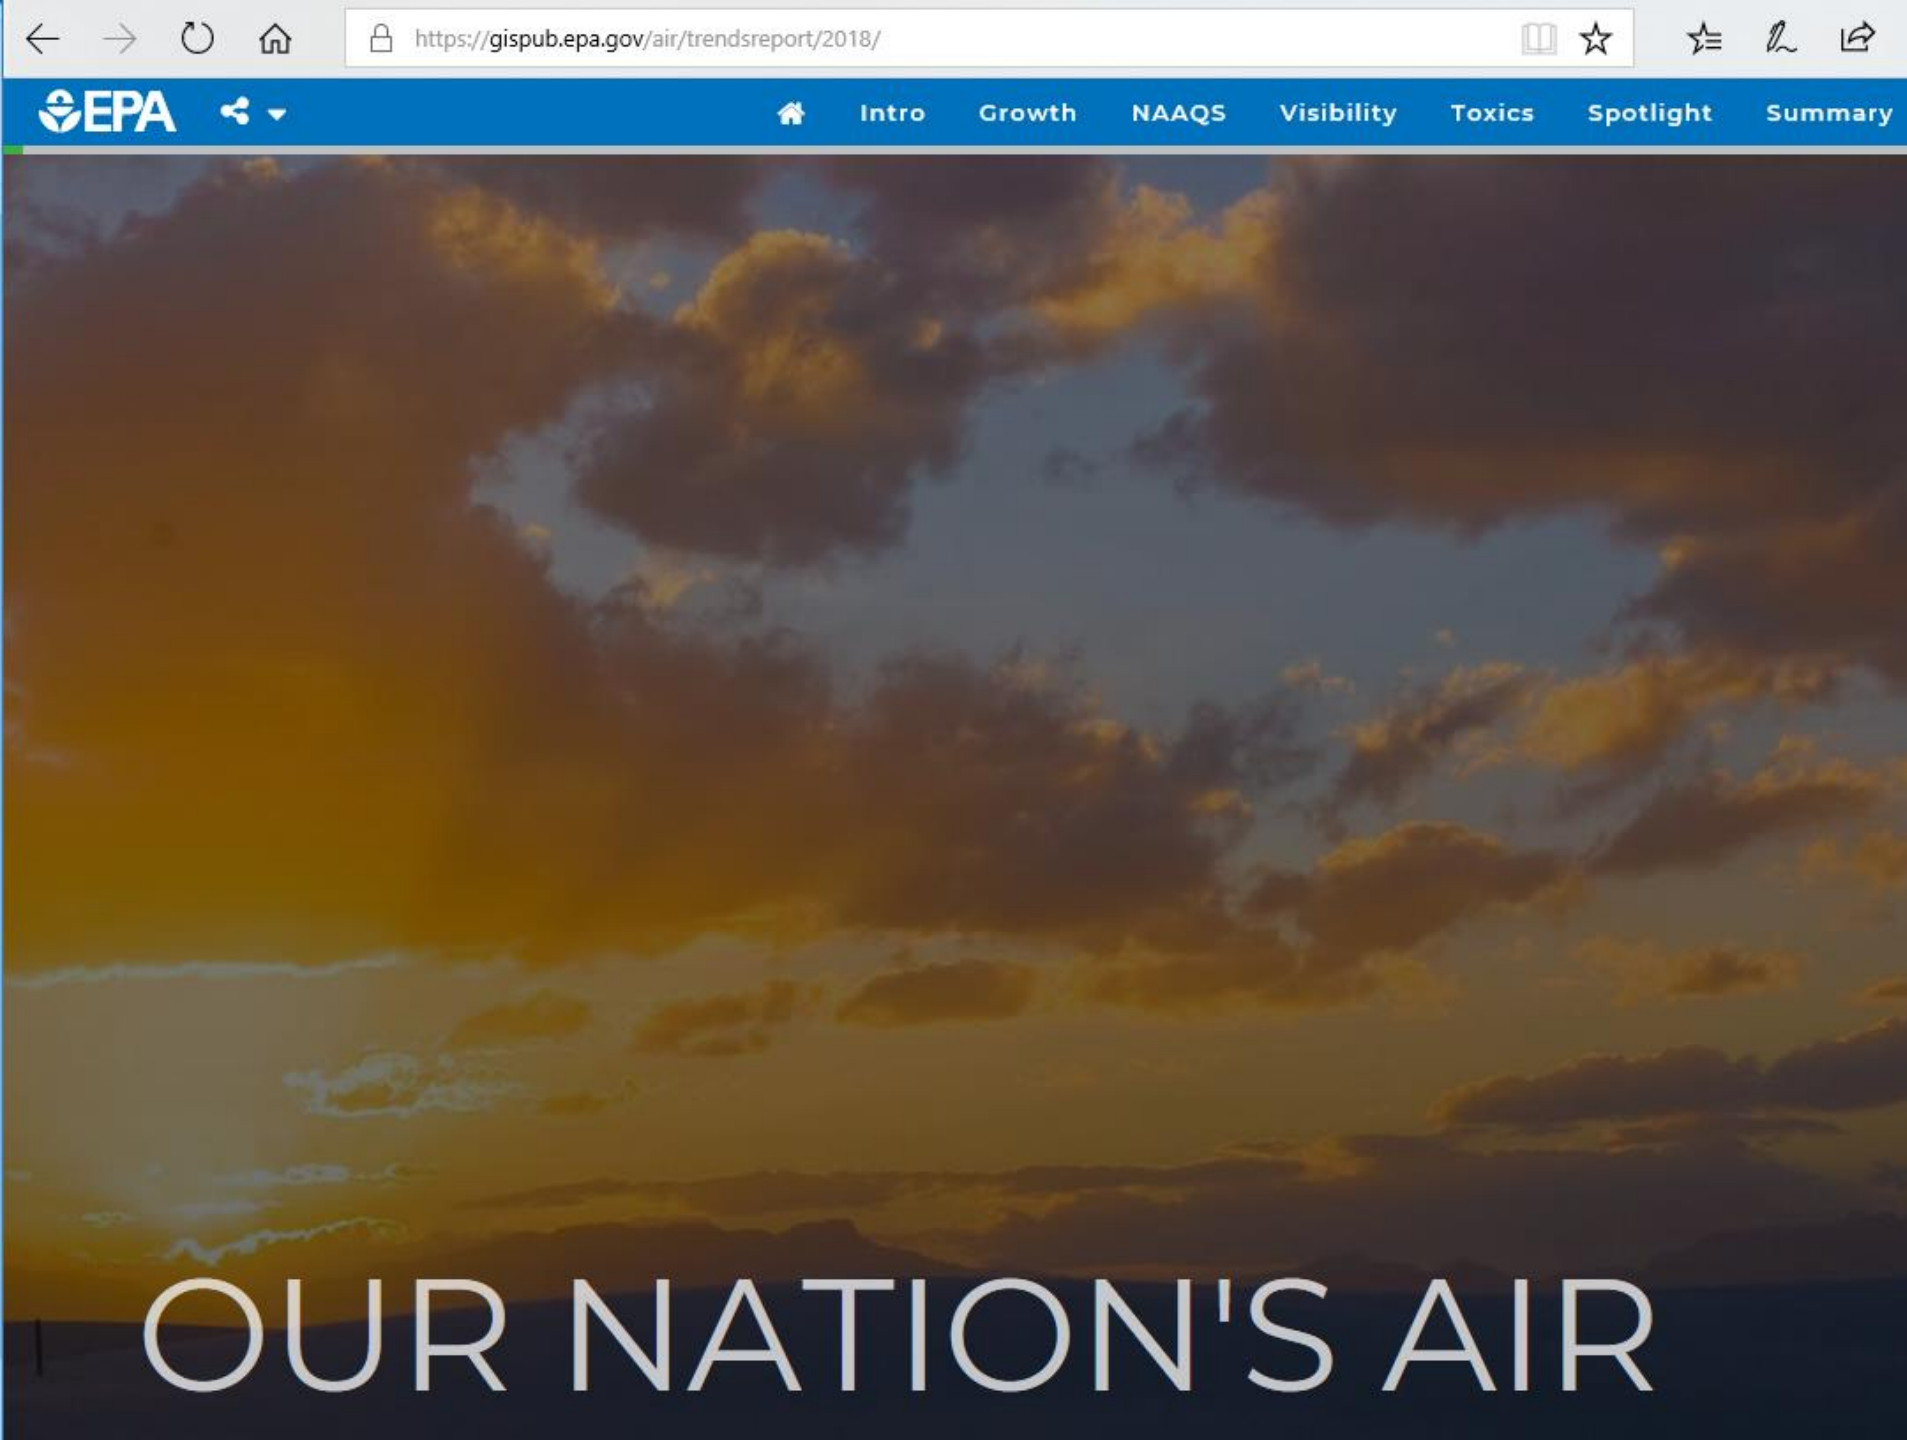 https://gispub.epa.gov/air/trendsreport/2018/
EPA Intro Growth NAAQS Visibility Toxics Spotlight Summary
OUR NATION'S AIR